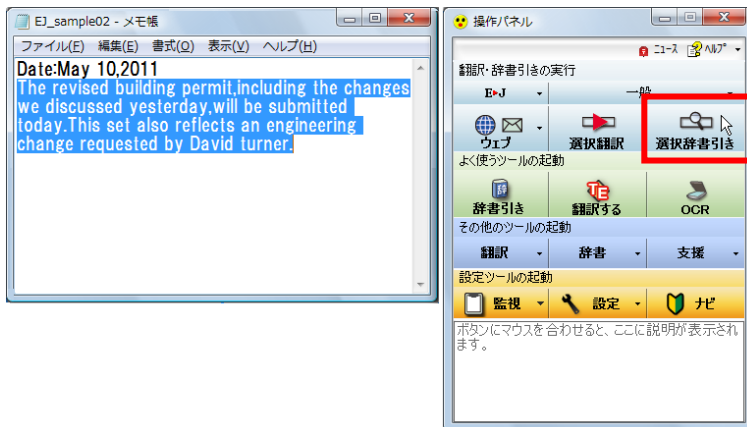 EJ_sample02 - メモ帳
ファイル(F) 編集(E) 書式(O) 表示(V) ヘルプ(H)
Date:May 10,2011
The revised building permit,including the changes
we discussed yesterday,will be submitted
today.This set also reflects an engineering
change requested by David turner.
操作パネル
ニュース ヘルプ
翻訳・辞書引きの実行
E▶J 一般
ウェブ 選択翻訳 選択辞書引き
よく使うツールの起動
辞書引き 翻訳する OCR
その他のツールの起動
翻訳 辞書 支援
設定ツールの起動
監視 設定 ナビ
ボタンにマウスを合わせると、ここに説明が表示され
ます。